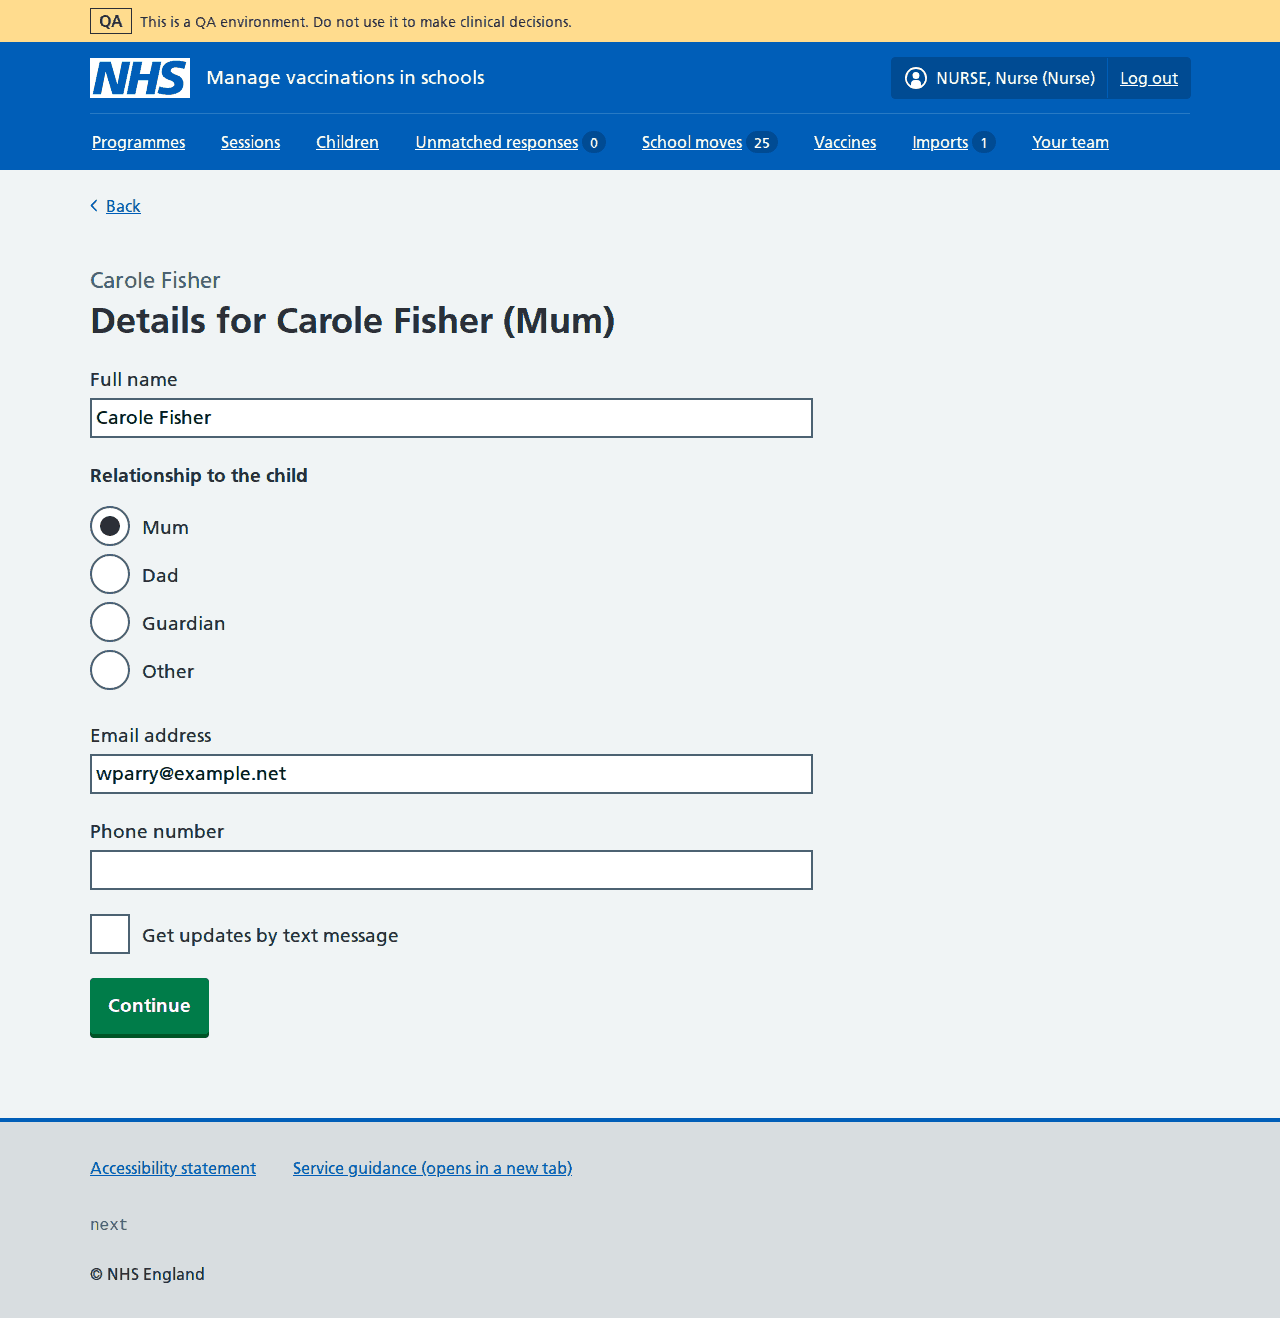 QA This is a QA environment. Do not use it to make clinical decisions.
NHS Manage vaccinations in schools NURSE, Nurse (Nurse) Log out
Programmes Sessions Children Unmatched responses 0 School moves 25 Vaccines Imports 1 Your team
Back
Carole Fisher
Details for Carole Fisher (Mum)
Full name
Carole Fisher
Relationship to the child
Mum
Dad
Guardian
Other
Email address
wparry@example.net
Phone number
Get updates by text message
Continue
Accessibility statement Service guidance (opens in a new tab)
next
© NHS England